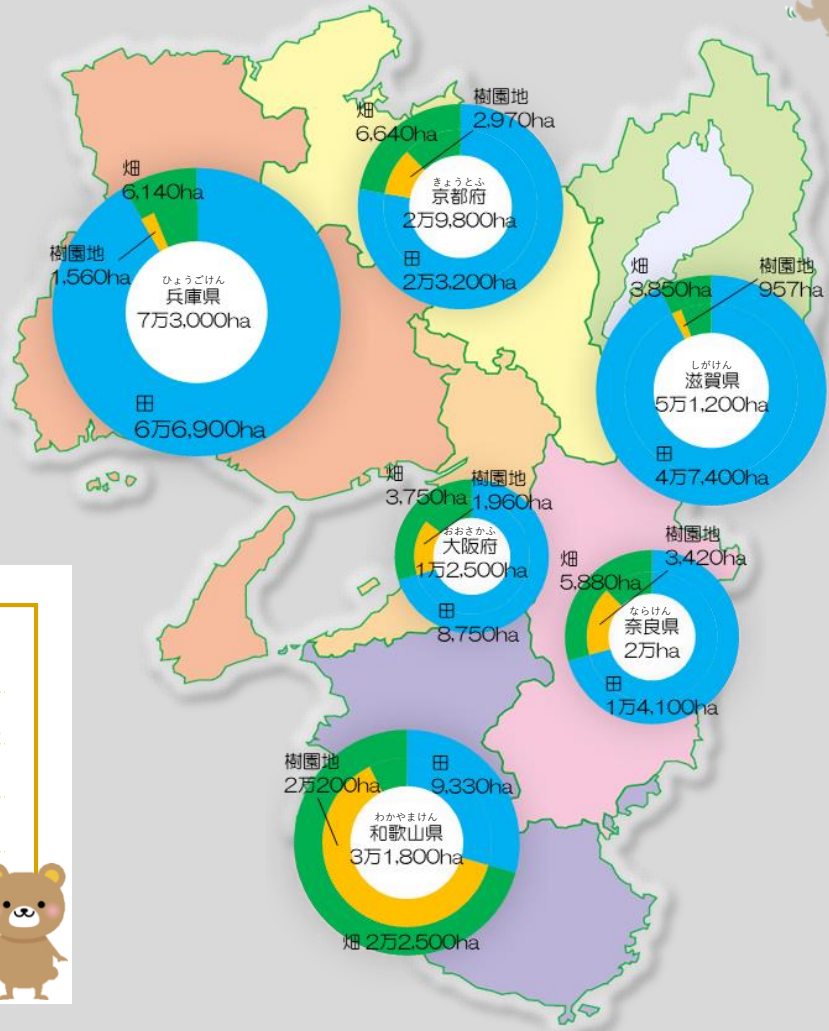 樹園地
2,970ha
畑
6,640ha
きょうとふ
京都府
2万9,800ha
田
2万3,200ha
畑
6,140ha
樹園地
1,560ha
ひょうごけん
兵庫県
7万3,000ha
田
6万6,900ha
畑
3,850ha
樹園地
957ha
しがけん
滋賀県
5万1,200ha
田
4万7,400ha
畑
3,750ha
樹園地
1,960ha
おおさかふ
大阪府
1万2,500ha
田
8,750ha
樹園地
3,420ha
畑
5,880ha
ならけん
奈良県
2万ha
田
1万4,100ha
樹園地
2万200ha
田
9,330ha
わかやまけん
和歌山県
3万1,800ha
畑 2万2,500ha